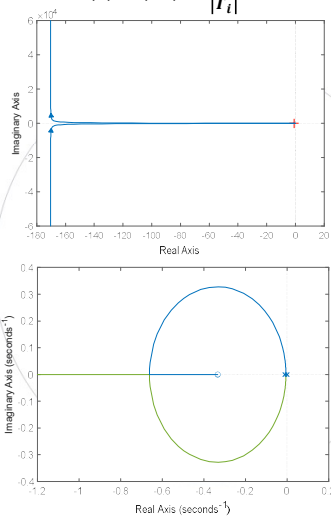 |T_i|
6 ×10⁴
4
2
0
-2
-4
-6
Imaginary Axis
-180 -160 -140 -120 -100 -80 -60 -40 -20 0 20
Real Axis
0.4
0.3
0.2
0.1
0
-0.1
-0.2
-0.3
-0.4
Imaginary Axis (seconds⁻¹)
-1.2 -1 -0.8 -0.6 -0.4 -0.2 0
Real Axis (seconds⁻¹)